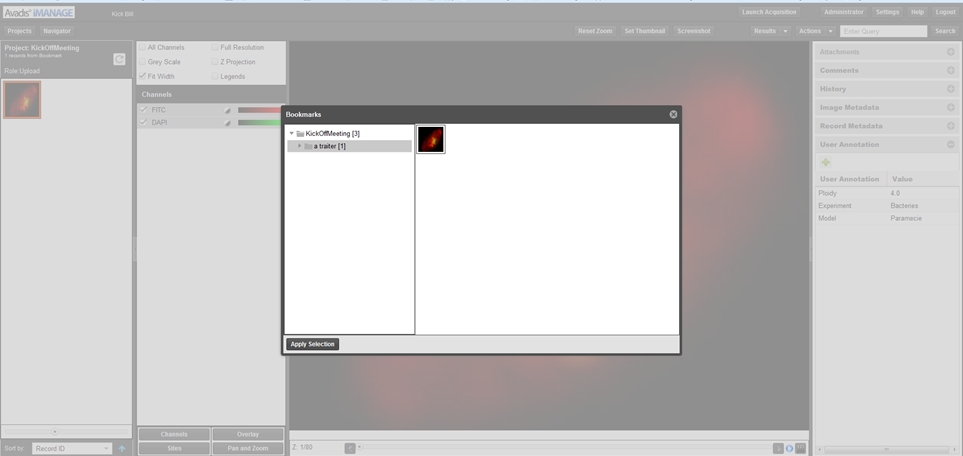 Avadis iMANAGE
Kick Bill
Launch Acquisition
Administrator
Settings
Help
Logout
Projects
Navigator
Reset Zoom
Set Thumbnail
Screenshot
Results
Actions
Enter Query
Search
Project: KickOffMeeting
1 records from Bookmark
Role:Upload
All Channels
Full Resolution
Grey Scale
Z Projection
Fit Width
Legends
Channels
FITC
DAPI
Bookmarks
KickOffMeeting [3]
a traiter [1]
Apply Selection
Attachments
Comments
History
Image Metadata
Record Metadata
User Annotation
User Annotation Value
Ploidy 4.0
Experiment Bacteries
Model Paramecie
Channels
Overlay
Sites
Pan and Zoom
Sort by: Record ID
Z: 1/60